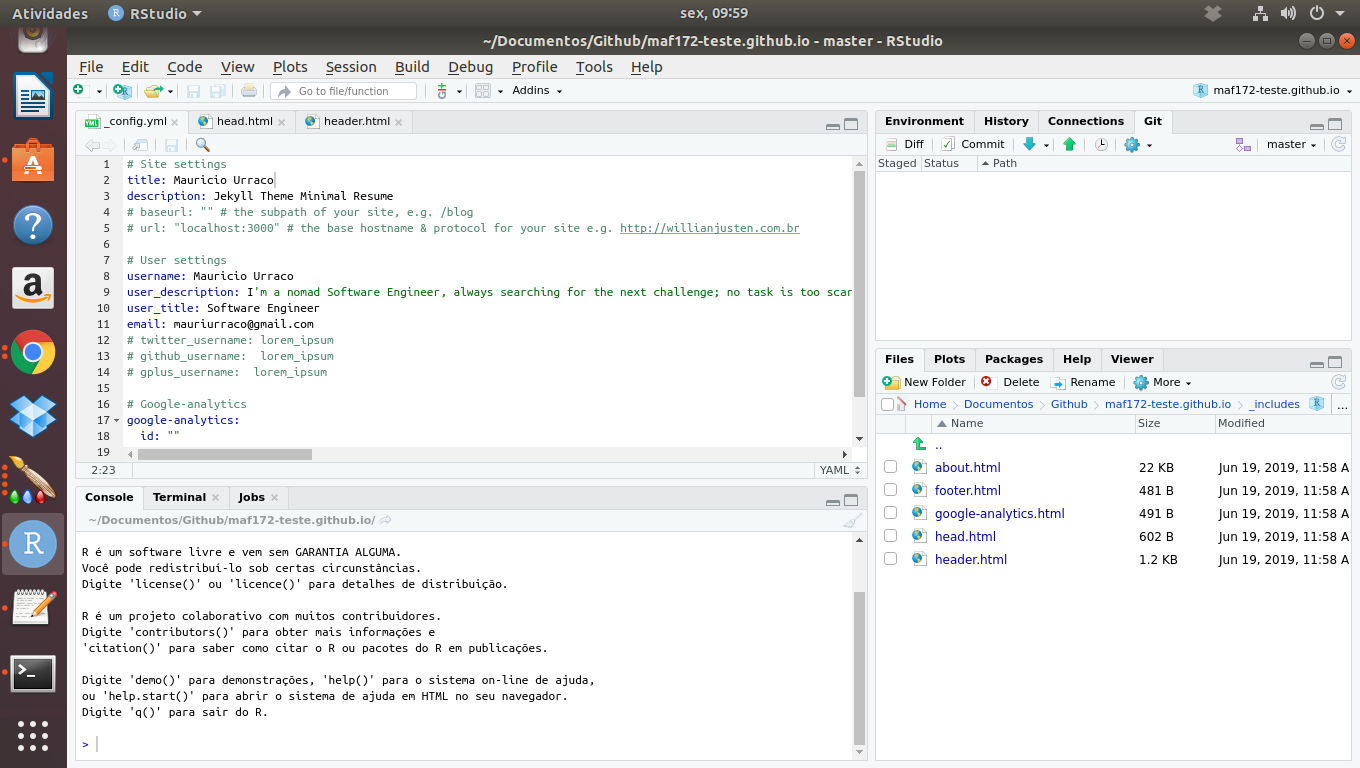 Atividades RStudio sex, 09:59
~/Documentos/Github/maf172-teste.github.io - master - RStudio
File Edit Code View Plots Session Build Debug Profile Tools Help
Go to file/function Addins maf172-teste.github.io
_config.yml head.html header.html
1 # Site settings
2 title: Mauricio Urraco
3 description: Jekyll Theme Minimal Resume
4 # baseurl: "" # the subpath of your site, e.g. /blog
5 # url: "localhost:3000" # the base hostname & protocol for your site e.g. http://willianjusten.com.br
6
7 # User settings
8 username: Mauricio Urraco
9 user_description: I'm a nomad Software Engineer, always searching for the next challenge; no task is too scar
10 user_title: Software Engineer
11 email: mauriurraco@gmail.com
12 # twitter_username: lorem_ipsum
13 # github_username:  lorem_ipsum
14 # gplus_username:  lorem_ipsum
15
16 # Google-analytics
17 google-analytics:
18   id: ""
19
2:23 YAML
Console Terminal Jobs
~/Documentos/Github/maf172-teste.github.io/
R é um software livre e vem sem GARANTIA ALGUMA.
Você pode redistribuí-lo sob certas circunstâncias.
Digite 'license()' ou 'licence()' para detalhes de distribuição.
R é um projeto colaborativo com muitos contribuidores.
Digite 'contributors()' para obter mais informações e
'citation()' para saber como citar o R ou pacotes do R em publicações.
Digite 'demo()' para demonstrações, 'help()' para o sistema on-line de ajuda,
ou 'help.start()' para abrir o sistema de ajuda em HTML no seu navegador.
Digite 'q()' para sair do R.
>
Environment History Connections Git
Diff Commit master
Staged Status Path
Files Plots Packages Help Viewer
New Folder Delete Rename More
Home Documentos Github maf172-teste.github.io _includes ...
Name Size Modified
..
about.html 22 KB Jun 19, 2019, 11:58 A
footer.html 481 B Jun 19, 2019, 11:58 A
google-analytics.html 491 B Jun 19, 2019, 11:58 A
head.html 602 B Jun 19, 2019, 11:58 A
header.html 1.2 KB Jun 19, 2019, 11:58 A